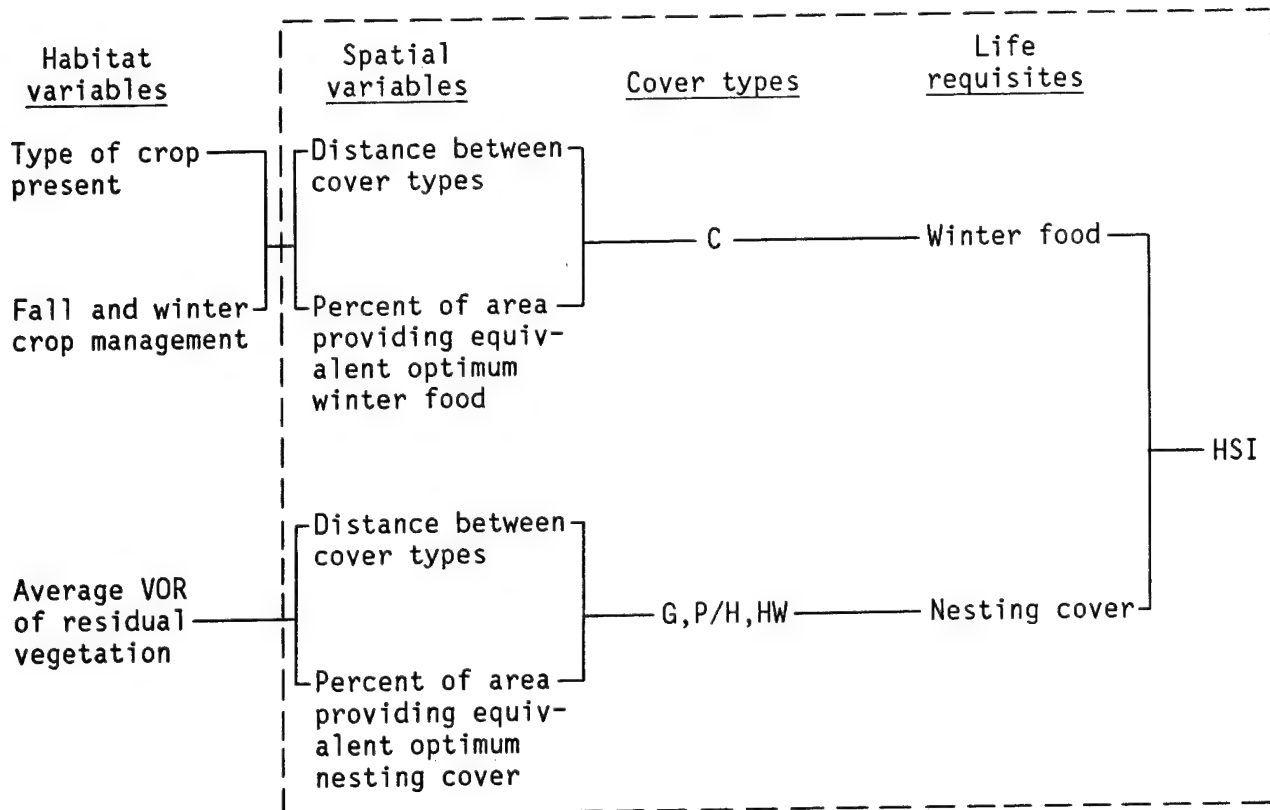 Habitat
variables
Spatial
variables
Cover types
Life
requisites
Type of crop
present
Fall and winter
crop management
Distance between
cover types
Percent of area
providing equiv-
alent optimum
winter food
C
Winter food
HSI
Average VOR
of residual
vegetation
Distance between
cover types
Percent of area
providing equiv-
alent optimum
nesting cover
G,P/H,HW
Nesting cover